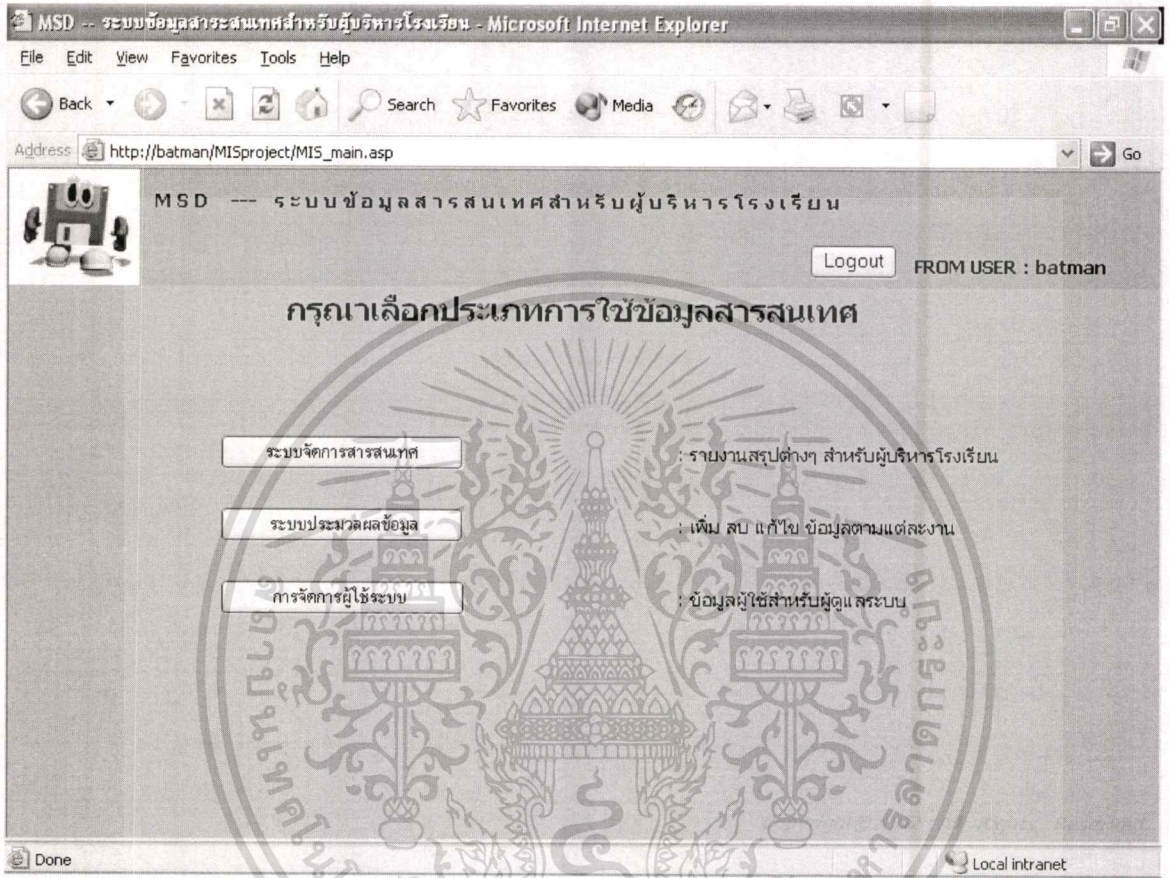 MSD -- ระบบข้อมูลสาระสนเทศสำหรับผู้บริหารโรงเรียน - Microsoft Internet Explorer
File Edit View Favorites Tools Help
Back Search Favorites Media
Address http://batman/MISproject/MIS_main.asp Go
MSD --- ระบบข้อมูลสารสนเทศสำหรับผู้บริหารโรงเรียน
Logout FROM USER : batman
กรุณาเลือกประเภทการใช้ข้อมูลสารสนเทศ
ระบบจัดการสารสนเทศ : รายงานสรุปต่างๆ สำหรับผู้บริหารโรงเรียน
ระบบประมวลผลข้อมูล : เพิ่ม ลบ แก้ไข ข้อมูลตามแต่ละงาน
การจัดการผู้ใช้ระบบ : ข้อมูลผู้ใช้สำหรับผู้ดูแลระบบ
Done Local intranet